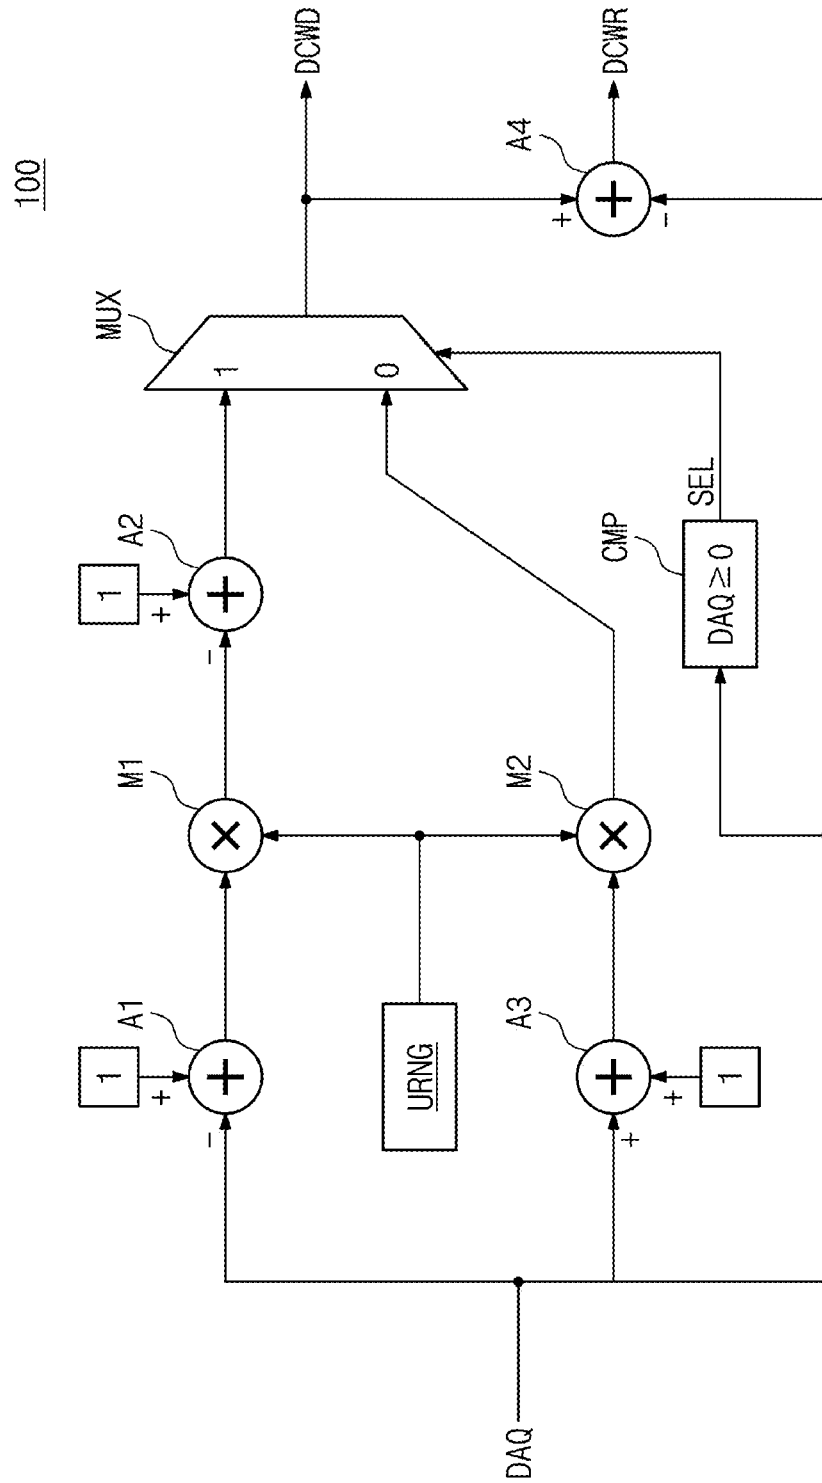 100
DCWD
DCWR
A4
+
-
+
MUX
1
0
SEL
CMP
DAQ ≥ 0
1
A2
+
-
+
M1
×
M2
×
1
A1
+
-
+
URNG
A3
+
+
+
1
DAQ